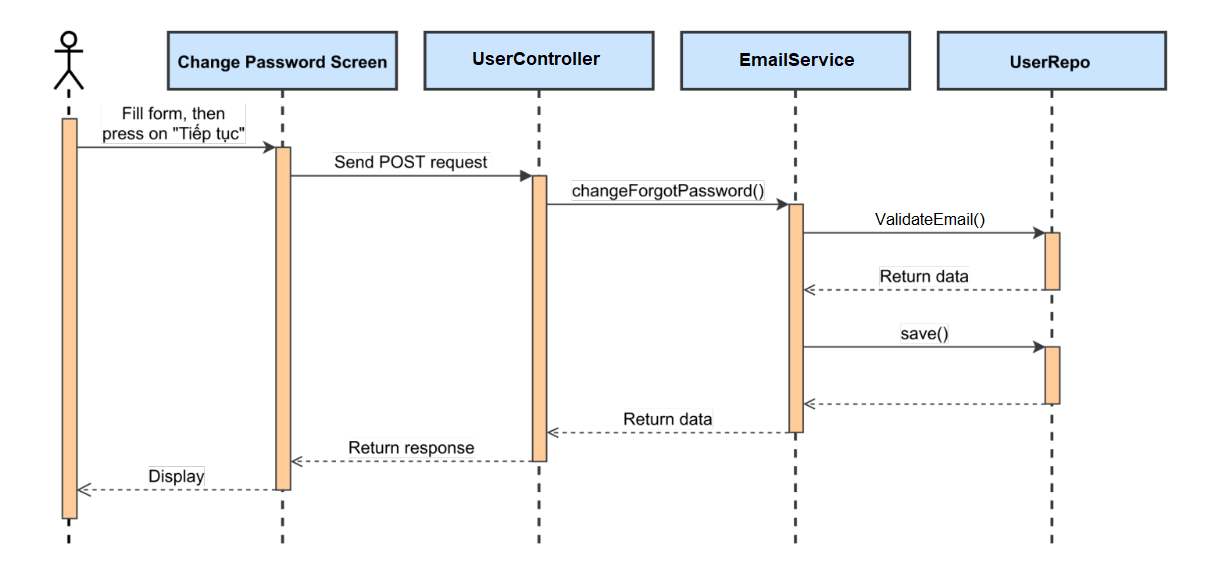 Change Password Screen
UserController
EmailService
UserRepo
Fill form, then
press on "Tiếp tục"
Send POST request
changeForgotPassword()
ValidateEmail()
Return data
save()
Return data
Return response
Display